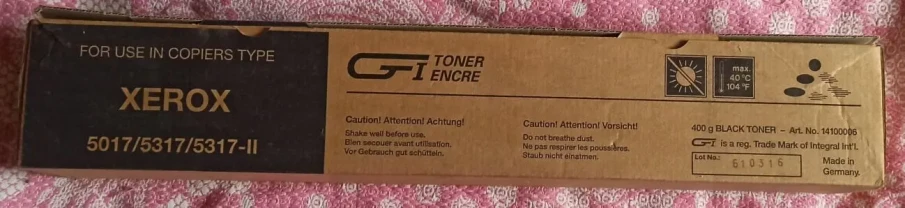 FOR USE IN COPIERS TYPE
XEROX
5017/5317/5317-II
GI TONER
ENCRE
Caution! Attention! Achtung!
Shake well before use.
Bien secouer avant utilisation.
Vor Gebrauch gut schütteln.
Caution! Attention! Vorsicht!
Do not breathe dust.
Ne pas respirer les poussières.
Staub nicht einatmen.
max.
40 °C
104 °F
400 g BLACK TONER – Art. No. 14100006
GI is a reg. Trade Mark of Integral Int'l.
Lot No.: 610316
Made in
Germany.